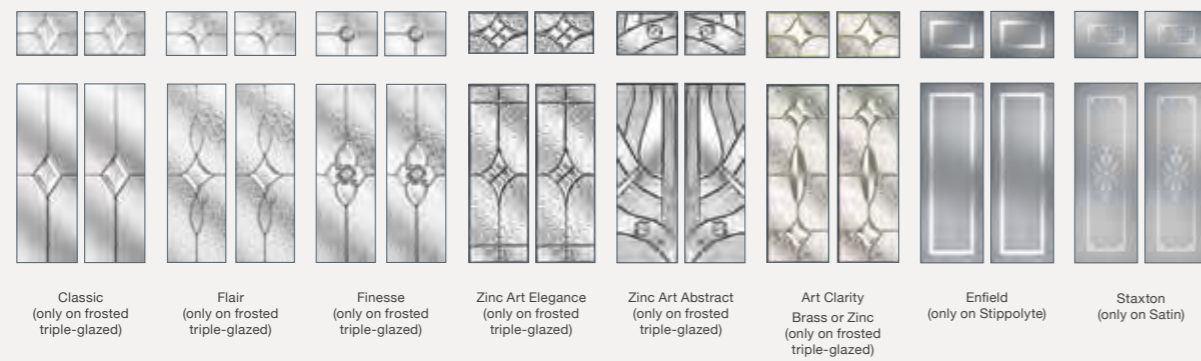 Classic
(only on frosted
triple-glazed)
Flair
(only on frosted
triple-glazed)
Finesse
(only on frosted
triple-glazed)
Zinc Art Elegance
(only on frosted
triple-glazed)
Zinc Art Abstract
(only on frosted
triple-glazed)
Art Clarity
Brass or Zinc
(only on frosted
triple-glazed)
Enfield
(only on Stippolyte)
Staxton
(only on Satin)